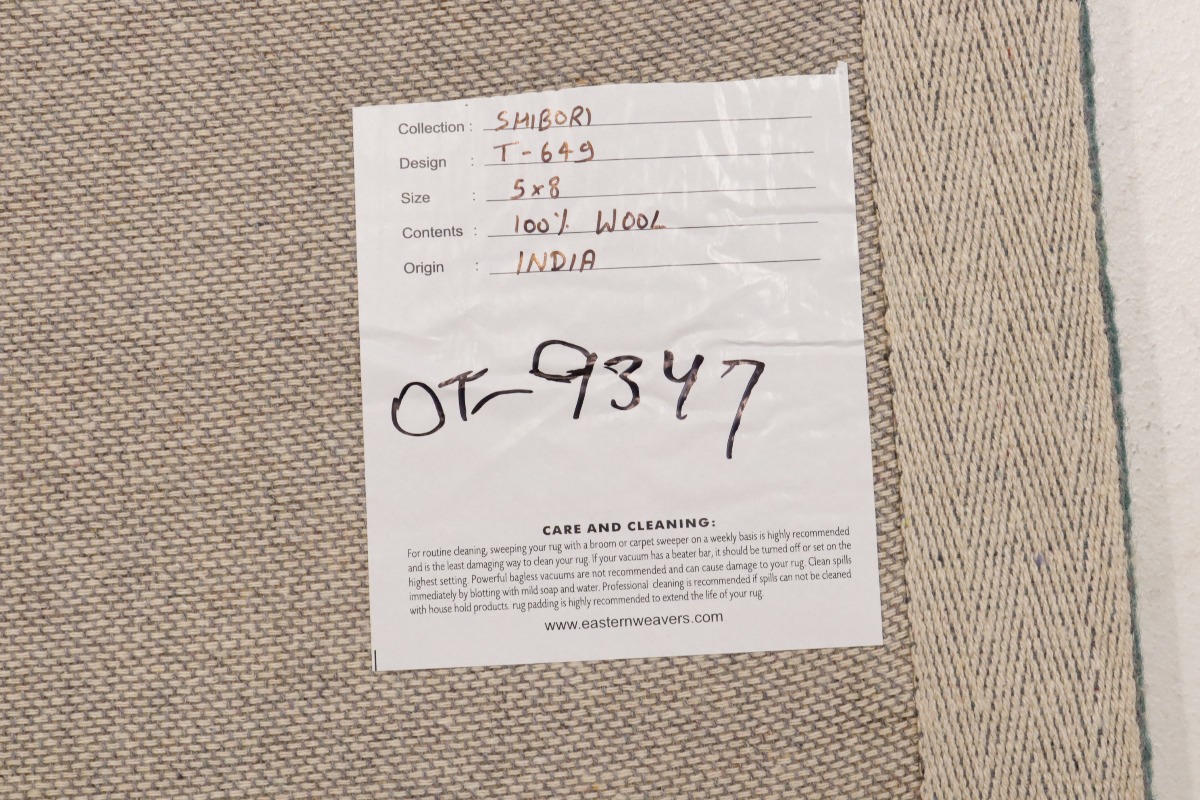 Collection : SHIBORI
Design : T-649
Size : 5x8
Contents : 100% WOOL
Origin : INDIA
OT-9347
CARE AND CLEANING:
For routine cleaning, sweeping your rug with a broom or carpet sweeper on a weekly basis is highly recommended
and is the least damaging way to clean your rug. If your vacuum has a beater bar, it should be turned off or set on the
highest setting. Powerful bagless vacuums are not recommended and can cause damage to your rug. Clean spills
immediately by blotting with mild soap and water. Professional cleaning is recommended if spills can not be cleaned
with house hold products. rug padding is highly recommended to extend the life of your rug.
www.easternweavers.com